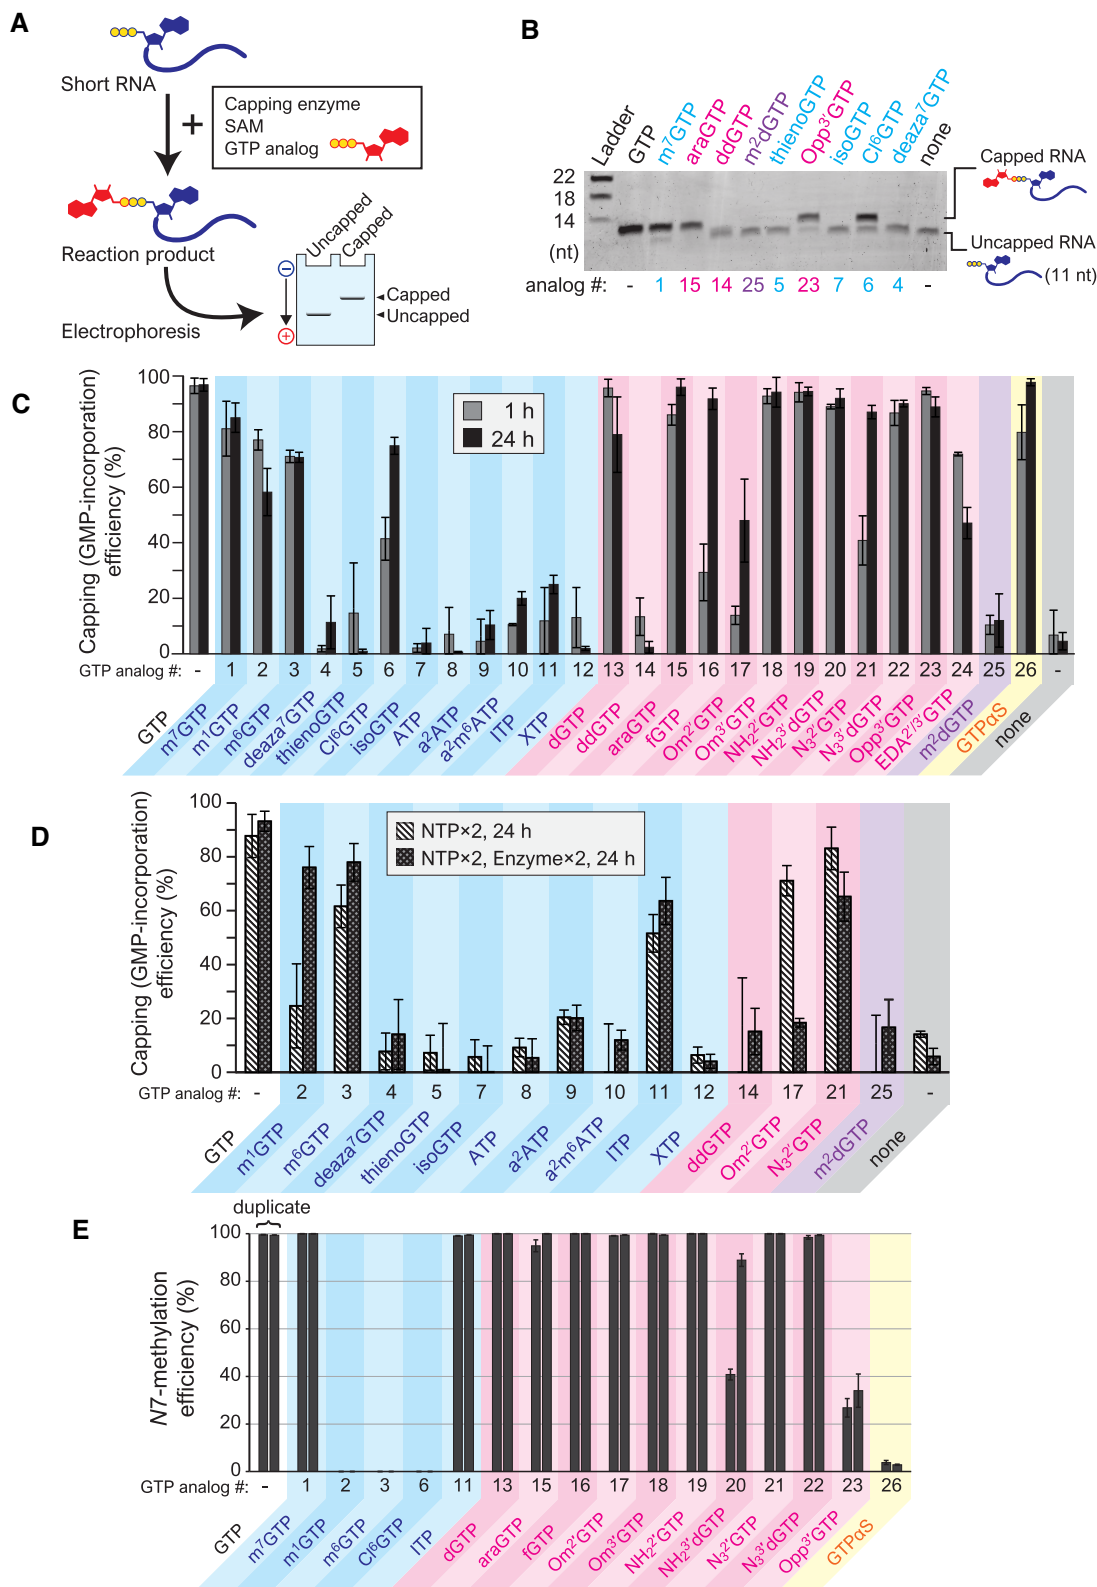 A
Short RNA
+
Capping enzyme
SAM
GTP analog
Reaction product
Electrophoresis
Uncapped
Capped
−
+
Capped
Uncapped
B
Ladder
GTP
m⁷GTP
araGTP
ddGTP
m²dGTP
thienoGTP
Opp³'GTP
isoGTP
Cl⁶GTP
deaza⁷GTP
none
22
18
14
(nt)
Capped RNA
Uncapped RNA
(11 nt)
analog #: - 1 15 14 25 5 23 7 6 4 -
C
Capping (GMP-incorporation)
efficiency (%)
100
80
60
40
20
0
1 h
24 h
GTP analog #: - 1 2 3 4 5 6 7 8 9 10 11 12 13 14 15 16 17 18 19 20 21 22 23 24 25 26 -
GTP
m⁷GTP
m¹GTP
m⁶GTP
deaza⁷GTP
thienoGTP
Cl⁶GTP
isoGTP
ATP
a²ATP
a²m⁶ATP
ITP
XTP
dGTP
ddGTP
araGTP
fGTP
Om²'GTP
Om³'GTP
NH₂²'GTP
NH₂³'dGTP
N₃²'GTP
N₃³'dGTP
Opp³'GTP
EDA²'/³'GTP
m²dGTP
GTPαS
none
D
Capping (GMP-incorporation)
efficiency (%)
100
80
60
40
20
0
NTP×2, 24 h
NTP×2, Enzyme×2, 24 h
GTP analog #: - 2 3 4 5 7 8 9 10 11 12 14 17 21 25 -
GTP
m¹GTP
m⁶GTP
deaza⁷GTP
thienoGTP
isoGTP
ATP
a²ATP
a²m⁶ATP
ITP
XTP
ddGTP
Om²'GTP
N₃²'GTP
m²dGTP
none
E
duplicate
N7-methylation
efficiency (%)
100
80
60
40
20
0
GTP analog #: - 1 2 3 6 11 13 15 16 17 18 19 20 21 22 23 26
GTP
m⁷GTP
m¹GTP
m⁶GTP
Cl⁶GTP
ITP
dGTP
araGTP
fGTP
Om²'GTP
Om³'GTP
NH₂²'GTP
NH₂³'dGTP
N₃²'GTP
N₃³'dGTP
Opp³'GTP
GTPαS